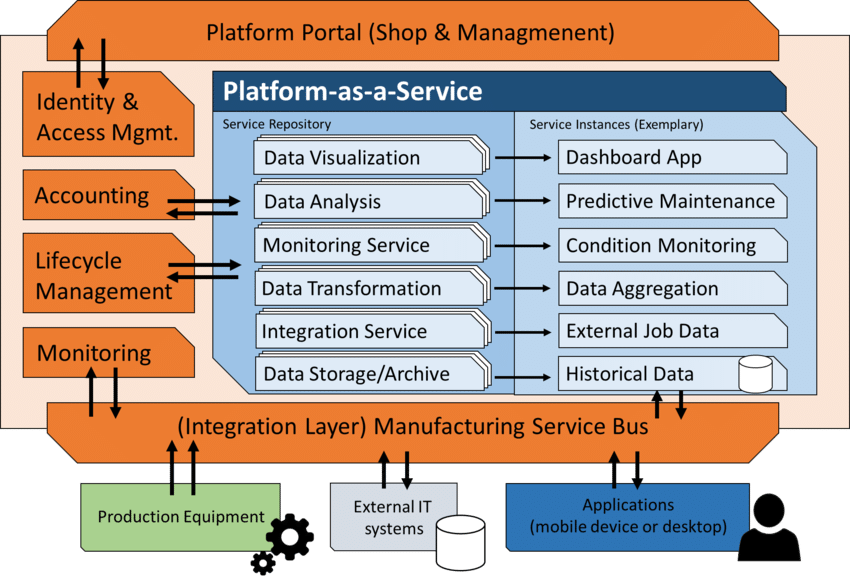 Platform Portal (Shop & Managmenent)
Identity &
Access Mgmt.
Accounting
Lifecycle
Management
Monitoring
Platform-as-a-Service
Service Repository
Service Instances (Exemplary)
Data Visualization
Dashboard App
Data Analysis
Predictive Maintenance
Monitoring Service
Condition Monitoring
Data Transformation
Data Aggregation
Integration Service
External Job Data
Data Storage/Archive
Historical Data
(Integration Layer) Manufacturing Service Bus
Production Equipment
External IT
systems
Applications
(mobile device or desktop)